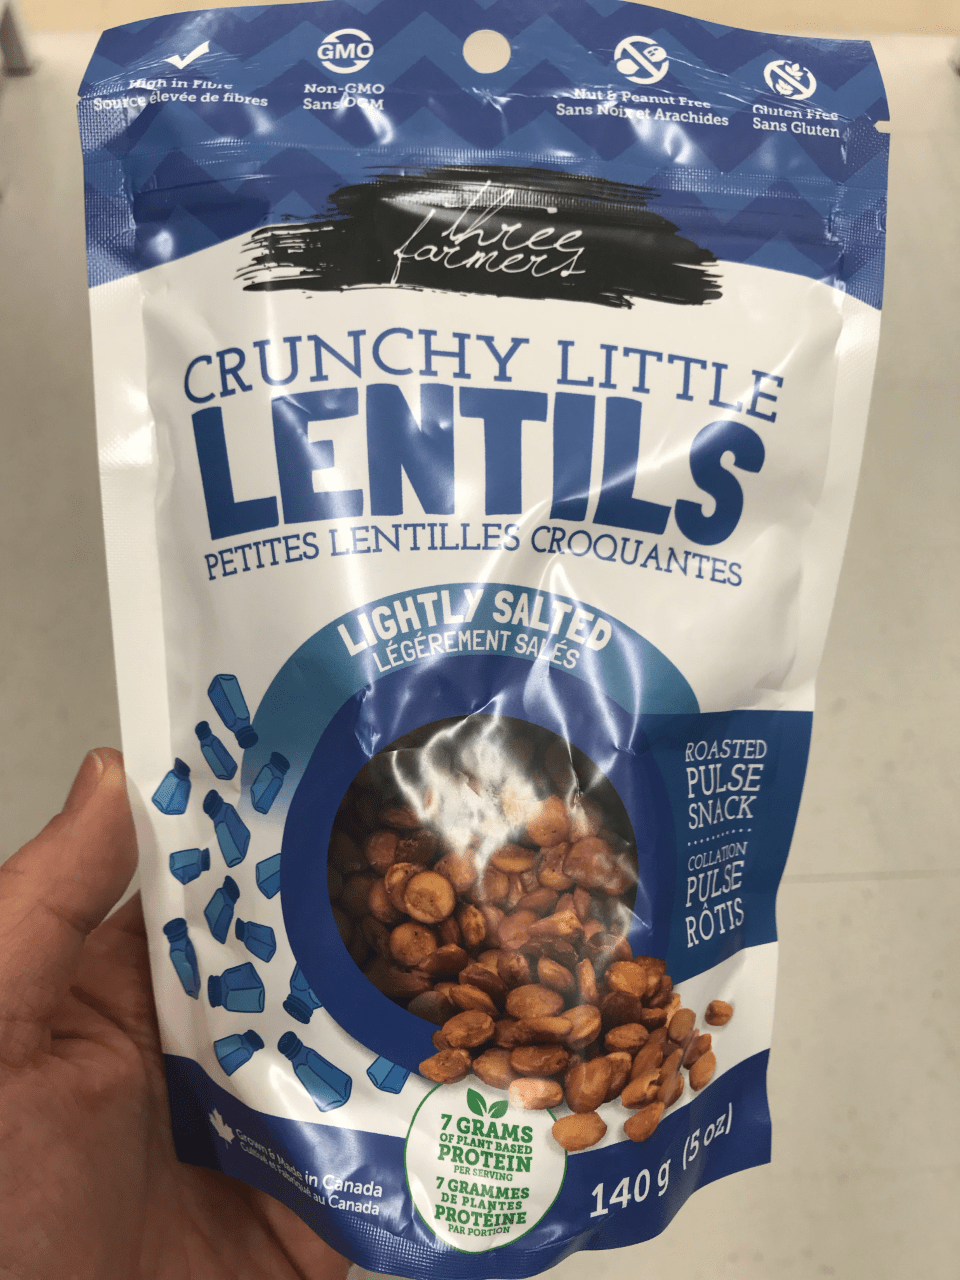 High in Fibre
Source élevée de fibres
GMO
Non-GMO
Sans OGM
Nut & Peanut Free
Sans Noix et Arachides
Gluten Free
Sans Gluten
three
farmers
CRUNCHY LITTLE
LENTILS
PETITES LENTILLES CROQUANTES
LIGHTLY SALTED
LÉGÉREMENT SALÉS
ROASTED
PULSE
SNACK
COLLATION
PULSE
RÔTIS
7 GRAMS
OF PLANT BASED
PROTEIN
PER SERVING
7 GRAMMES
DE PLANTES
PROTÉINE
PAR PORTION
Grown & Made in Canada
Cultivé et Fabriqué au Canada
140 g (5 oz)